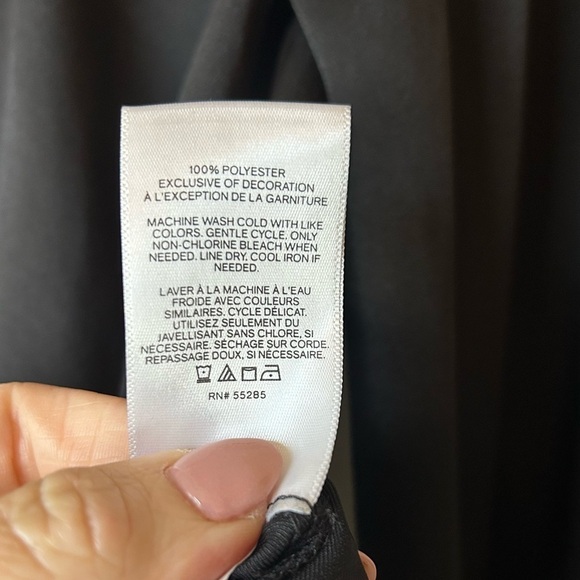 100% POLYESTER
EXCLUSIVE OF DECORATION
À L'EXCEPTION DE LA GARNITURE
MACHINE WASH COLD WITH LIKE
COLORS. GENTLE CYCLE. ONLY
NON-CHLORINE BLEACH WHEN
NEEDED. LINE DRY. COOL IRON IF
NEEDED.
LAVER À LA MACHINE À L'EAU
FROIDE AVEC COULEURS
SIMILAIRES. CYCLE DÉLICAT.
UTILISEZ SEULEMENT DU
JAVELLISANT SANS CHLORE, SI
NÉCESSAIRE. SÉCHAGE SUR CORDE.
REPASSAGE DOUX, SI NÉCESSAIRE.
RN# 55285